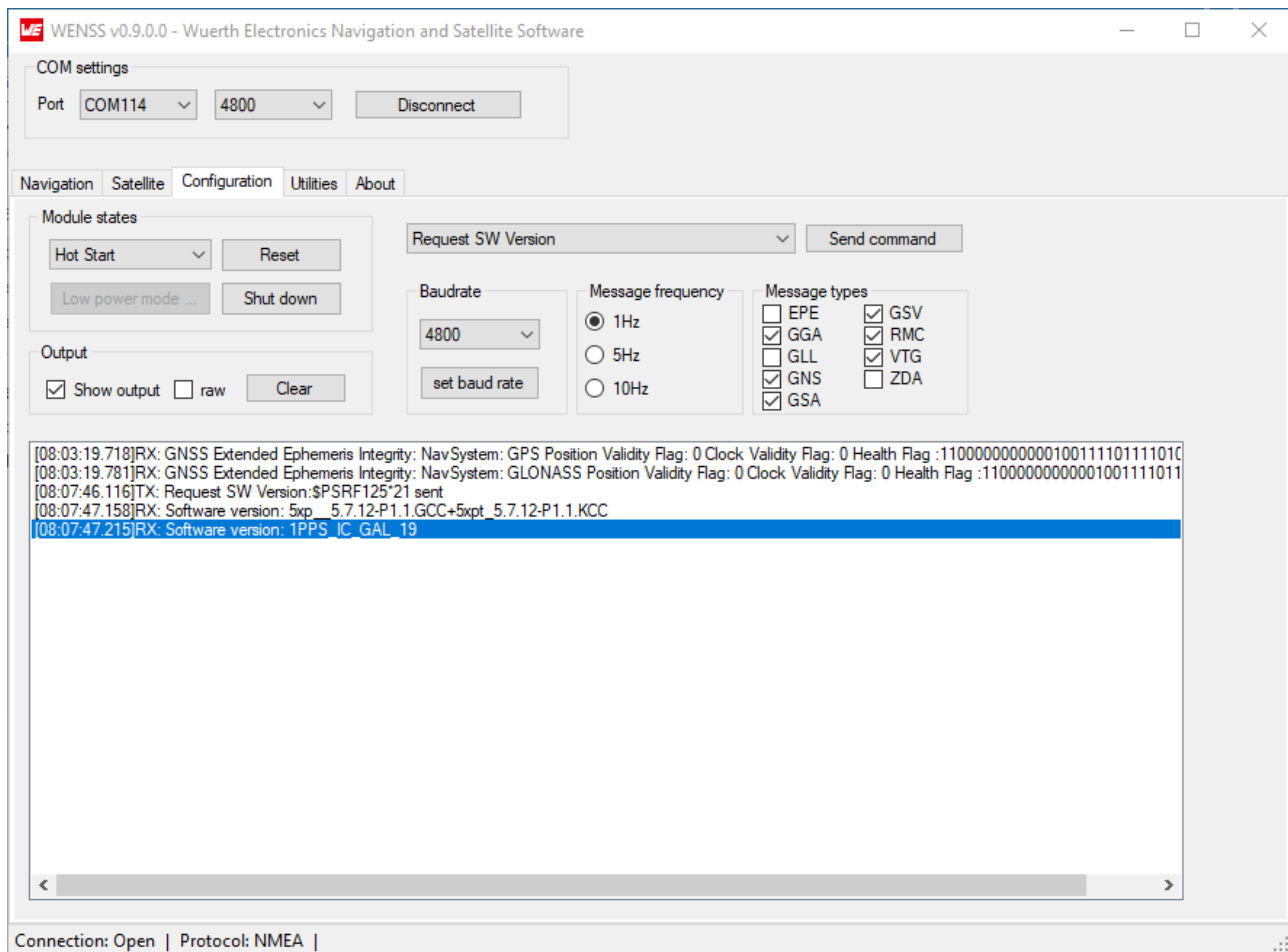 WE WENSS v0.9.0.0 - Wuerth Electronics Navigation and Satellite Software
COM settings
Port COM114 4800 Disconnect
Navigation Satellite Configuration Utilities About
Module states
Hot Start Reset
Low power mode ... Shut down
Request SW Version Send command
Output
Show output raw Clear
Baudrate
4800
set baud rate
Message frequency
1Hz
5Hz
10Hz
Message types
EPE GSV
GGA RMC
GLL VTG
GNS ZDA
GSA
[08:03:19.718]RX: GNSS Extended Ephemeris Integrity: NavSystem: GPS Position Validity Flag: 0 Clock Validity Flag: 0 Health Flag
[08:03:19.781]RX: GNSS Extended Ephemeris Integrity: NavSystem: GLONASS Position Validity Flag: 0 Clock Validity Flag: 0 Health Flag
[08:07:46.116]TX: Request SW Version:$PSRF125*21 sent
[08:07:47.158]RX: Software version: 5xp__5.7.12-P1.1.GCC+5xpt_5.7.12-P1.1.KCC
[08:07:47.215]RX: Software version: 1PPS_IC_GAL_19
Connection: Open | Protocol: NMEA |